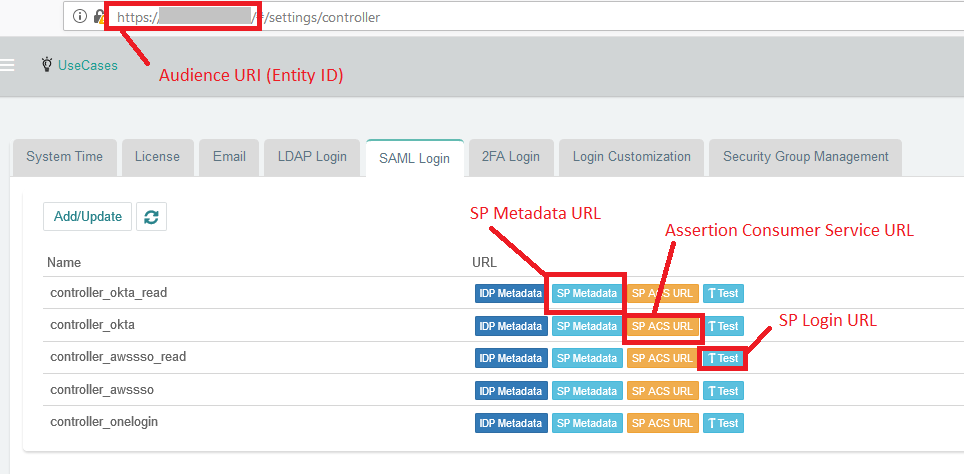 https:// /#/settings/controller
UseCases
Audience URI (Entity ID)
System Time License Email LDAP Login SAML Login 2FA Login Login Customization Security Group Management
SP Metadata URL
Add/Update
Assertion Consumer Service URL
Name URL
controller_okta_read IDP Metadata SP Metadata SP ACS URL Test
SP Login URL
controller_okta IDP Metadata SP Metadata SP ACS URL Test
controller_awssso_read IDP Metadata SP Metadata SP ACS URL Test
controller_awssso IDP Metadata SP Metadata SP ACS URL Test
controller_onelogin IDP Metadata SP Metadata SP ACS URL Test